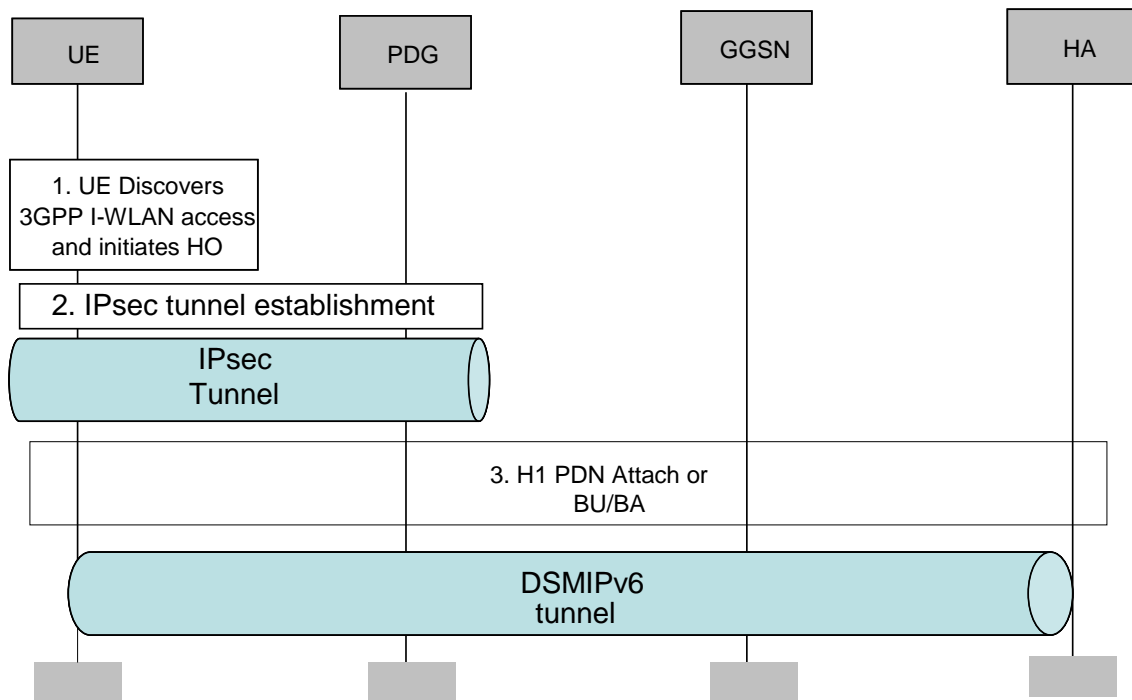 UE
PDG
GGSN
HA
1. UE Discovers
3GPP I-WLAN access
and initiates HO
2. IPsec tunnel establishment
IPsec
Tunnel
3. H1 PDN Attach or
BU/BA
DSMIPv6
tunnel